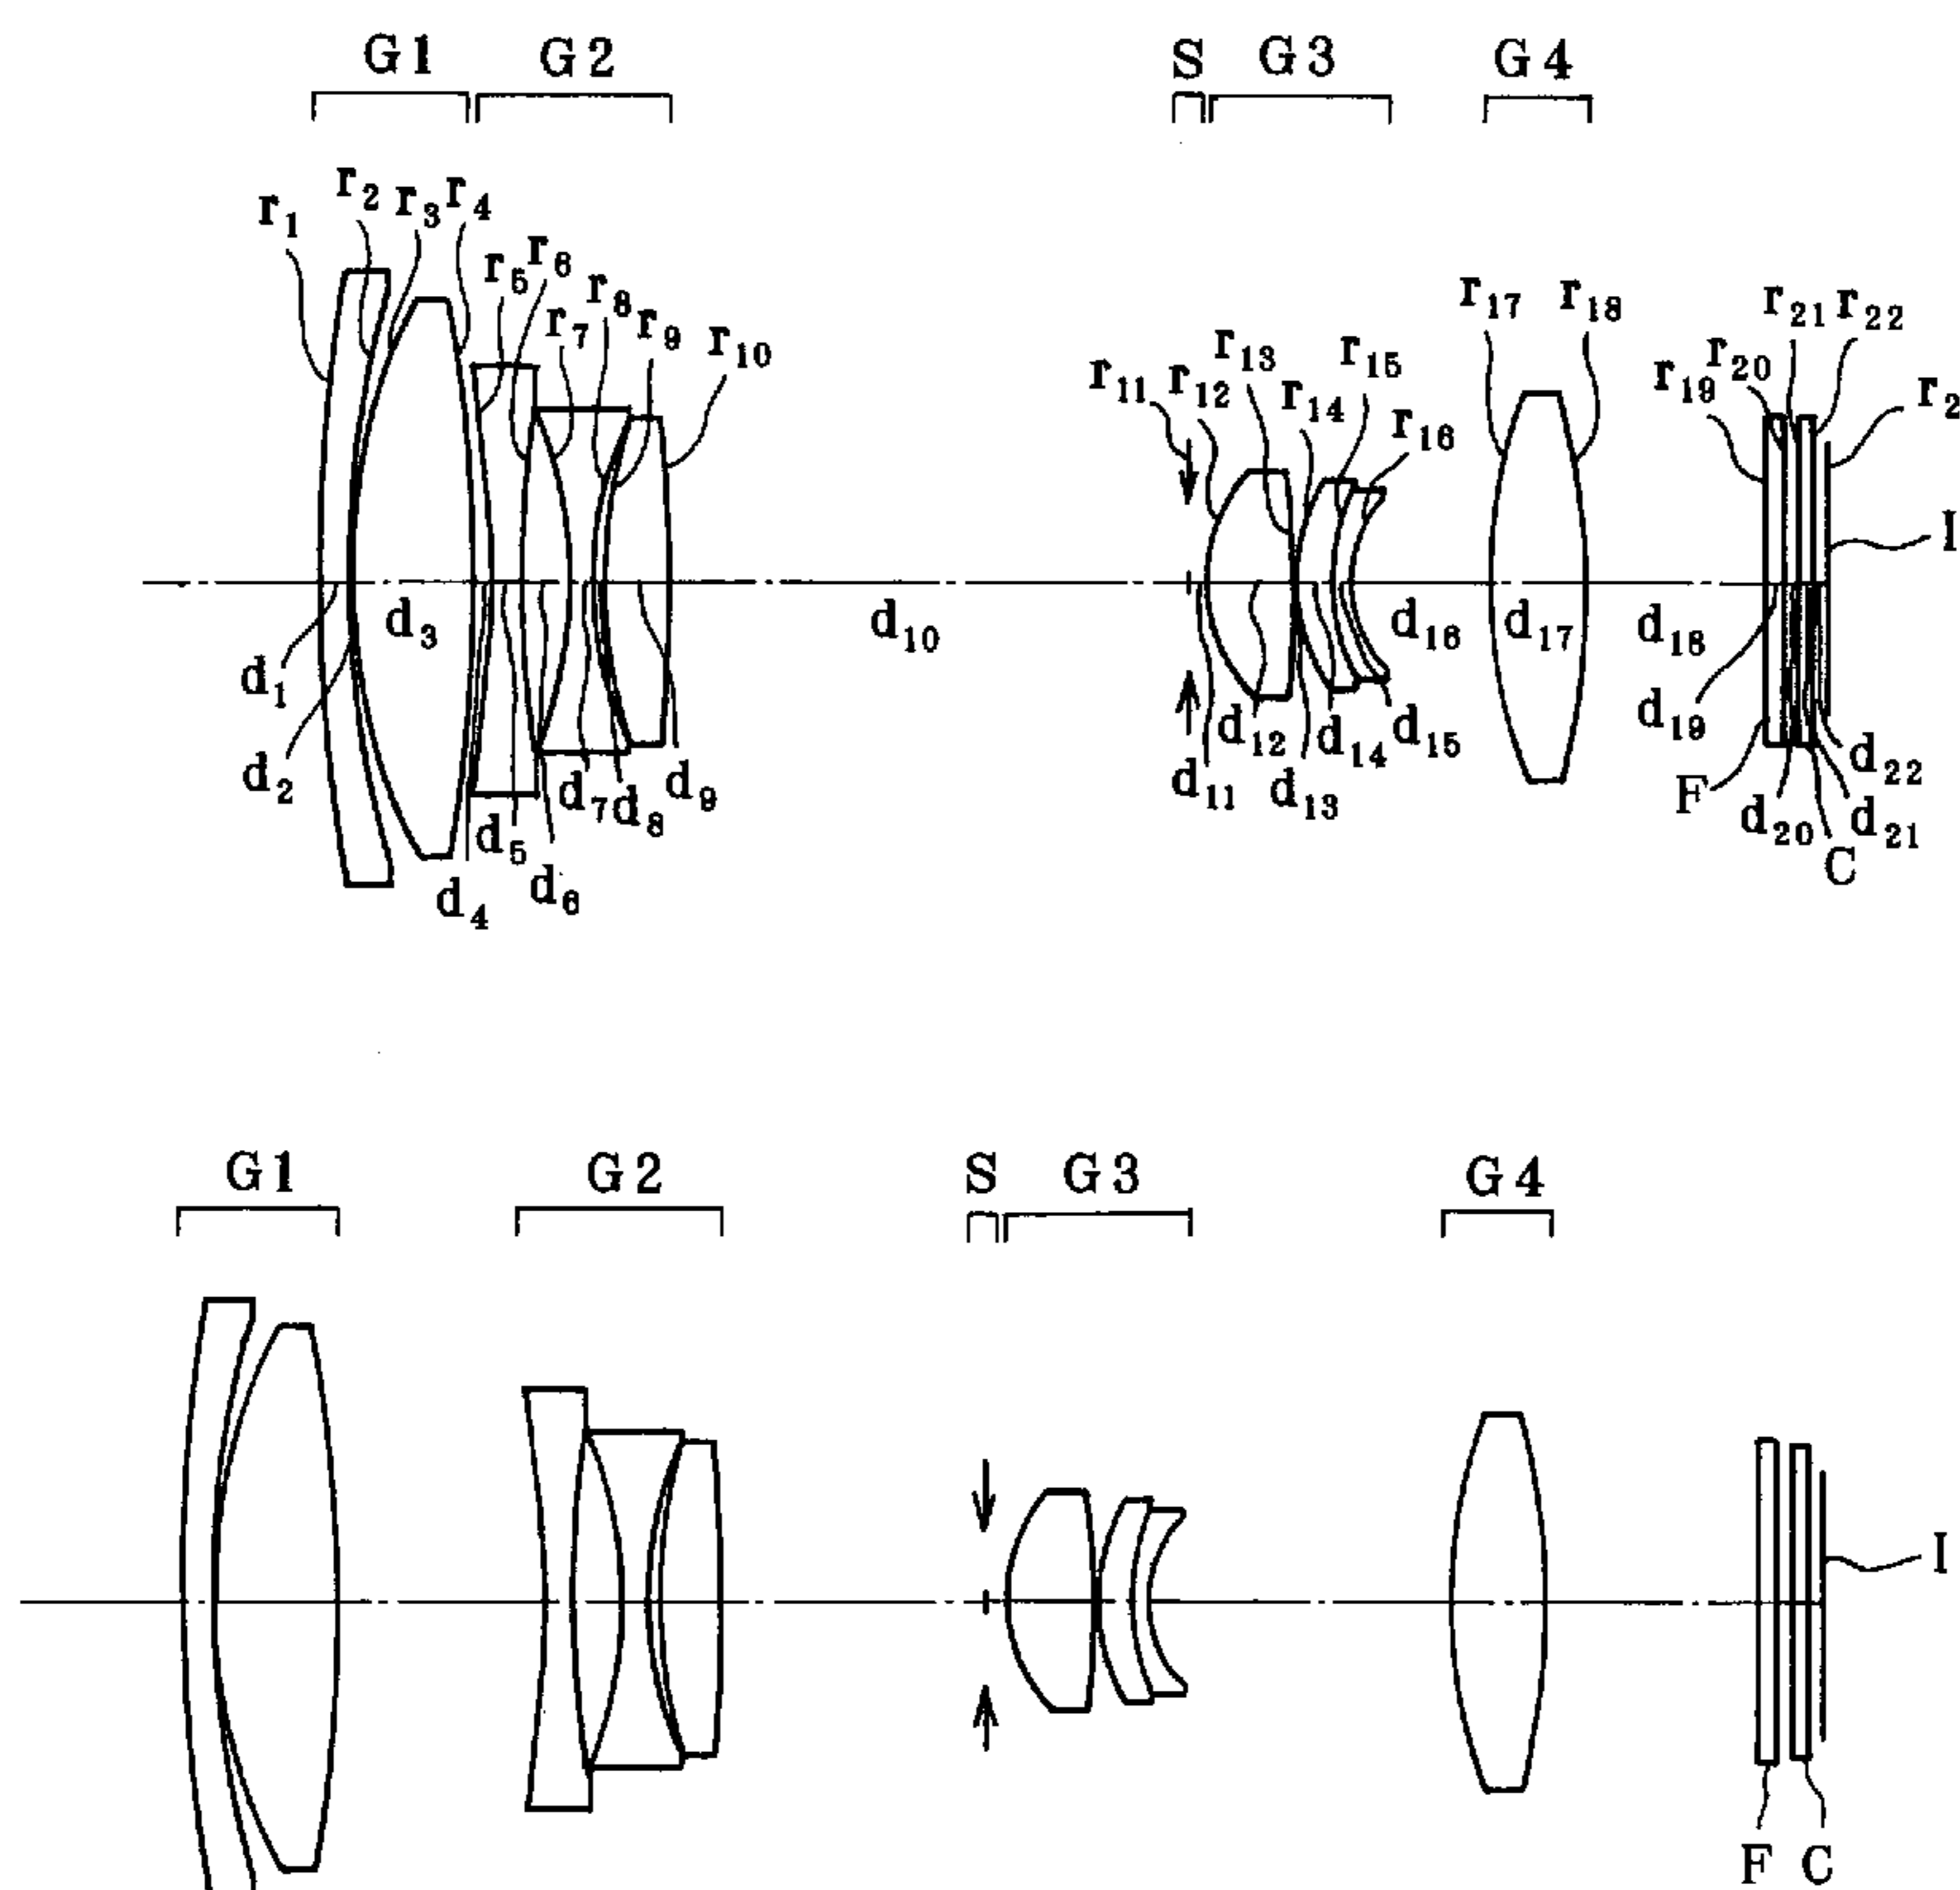 G1 G2 S G3 G4
r1 r2 r3 r4 r5 r6 r7 r8 r9 r10
r11 r12 r13 r14 r15 r16 r17 r18 r19 r20 r21 r22 r2
I
d1 d2 d3 d4 d5 d6 d7 d8 d9 d10
d11 d12 d13 d14 d15 d16 d17 d18 d19 d20 d21 d22
F C
G1 G2 S G3 G4
I
F C